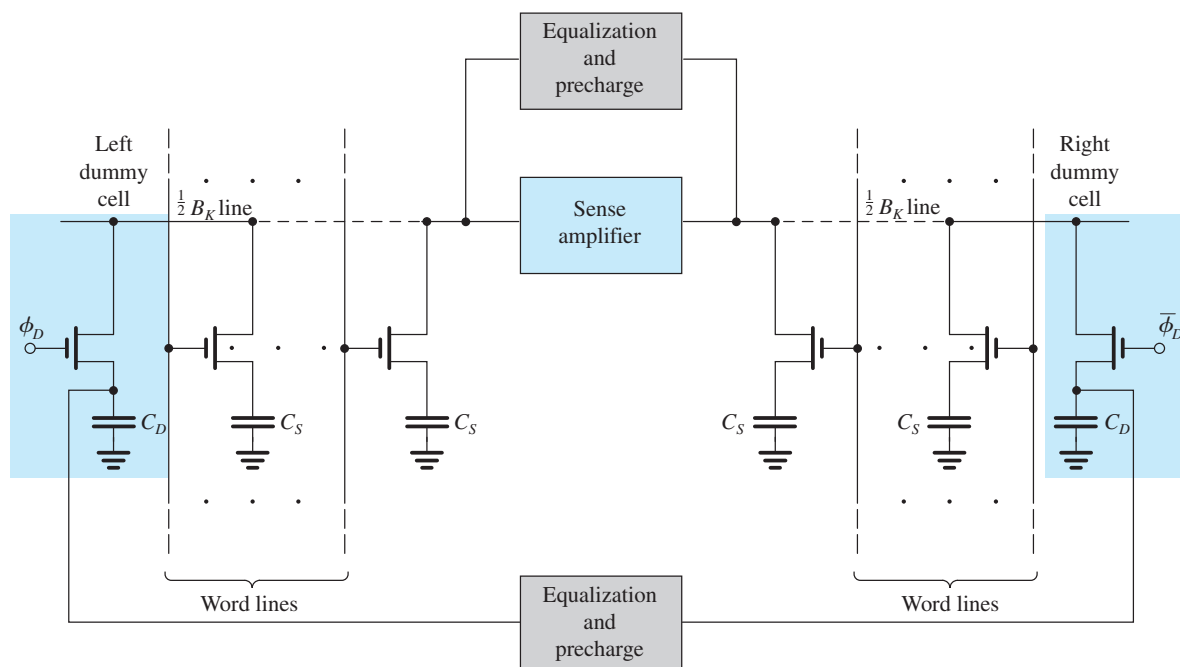 Equalization
and
precharge
Left
dummy
cell
Right
dummy
cell
½ B_K line
Sense
amplifier
½ B_K line
ϕ_D
ϕ̅_D
C_D
C_S
C_S
C_S
C_S
C_D
Word lines
Equalization
and
precharge
Word lines